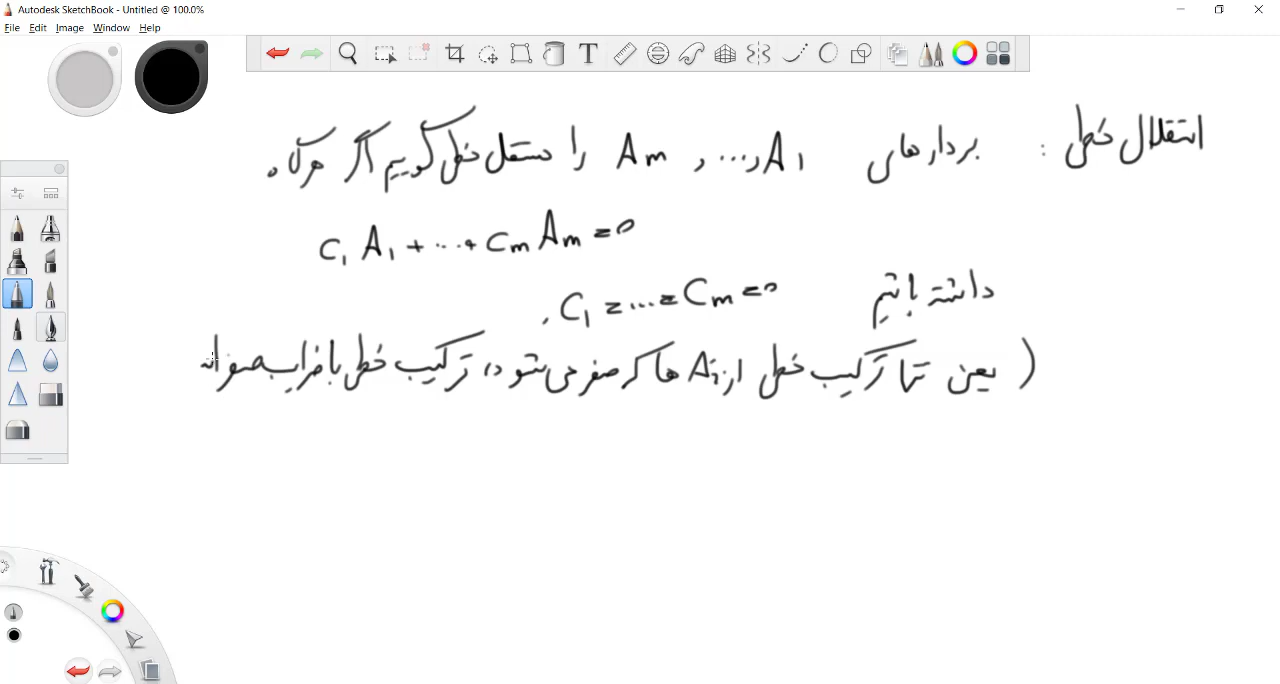 Autodesk SketchBook - Untitled @ 100.0%
File Edit Image Window Help
استقلال خطی : بردارهای A1 و ... و Am را مستقل خطی گوییم اگر هرگاه
C1 A1 + ... + Cm Am = 0
داشته باشیم C1 = ... = Cm = 0 .
( یعنی تنها ترکیب خطی از Ai ها که صفر می شود ، ترکیب خطی با ضرایب صفر است